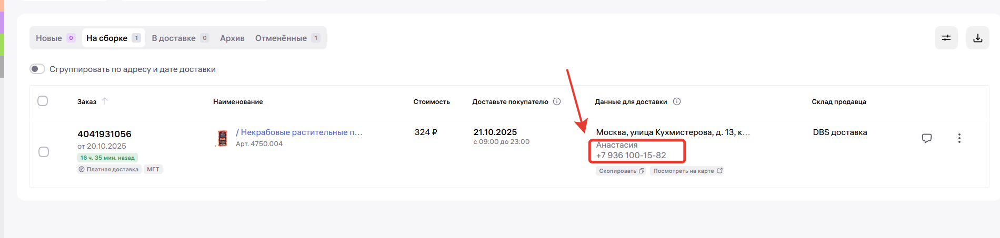 Новые 0 На сборке 1 В доставке 0 Архив Отменённые 1
Сгруппировать по адресу и дате доставки
Заказ Наименование Стоимость Доставьте покупателю Данные для доставки Склад продавца
4041931056 / Некрабовые растительные п... 324 ₽ 21.10.2025 Москва, улица Кухмистерова, д. 13, к... DBS доставка
от 20.10.2025 Арт. 4750.004 с 09:00 до 23:00 Анастасия
16 ч. 35 мин. назад +7 936 100-15-82
Платная доставка МГТ Скопировать Посмотреть на карте